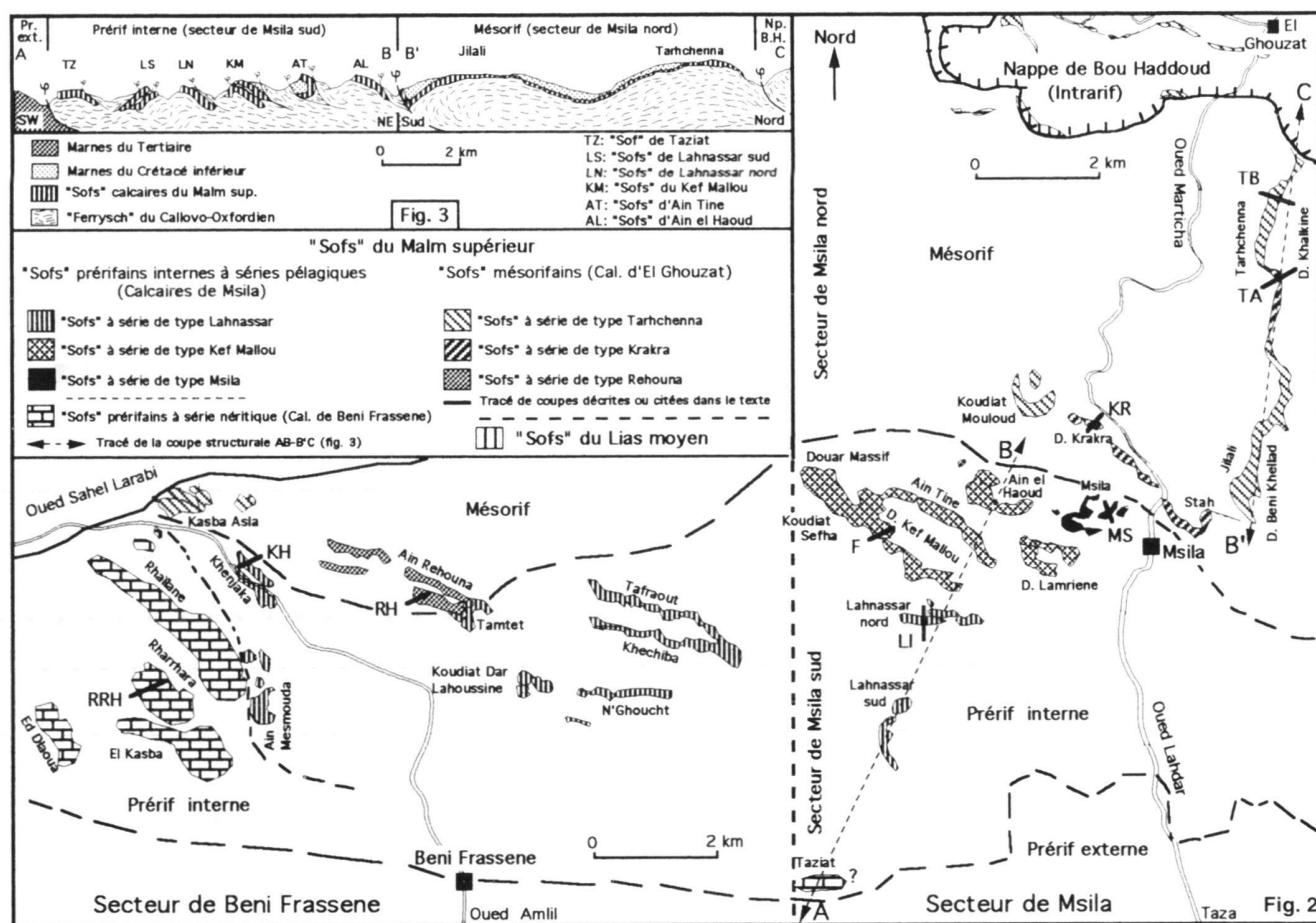 Pr. ext.
Prérif interne (secteur de Msila sud)
Mésorif (secteur de Msila nord)
Np. B.H.
A
B
B'
C
TZ
LS
LN
KM
AT
AL
Jilali
Tarhchenna
φ
φ
φ
SW
NE
Sud
Nord
Marnes du Tertiaire
Marnes du Crétacé inférieur
"Sofs" calcaires du Malm sup.
"Ferrysch" du Callovo-Oxfordien
0 2 km
Fig. 3
TZ: "Sof" de Taziat
LS: "Sofs" de Lahnassar sud
LN: "Sofs" de Lahnassar nord
KM: "Sofs" du Kef Mallou
AT: "Sofs" d'Ain Tine
AL: "Sofs" d'Ain el Haoud
"Sofs" du Malm supérieur
"Sofs" prérifains internes à séries pélagiques
(Calcaires de Msila)
"Sofs" à série de type Lahnassar
"Sofs" à série de type Kef Mallou
"Sofs" à série de type Msila
"Sofs" prérifains à série néritique (Cal. de Beni Frassene)
Tracé de la coupe structurale AB-B'C (fig. 3)
"Sofs" mésorifains (Cal. d'El Ghouzat)
"Sofs" à série de type Tarhchenna
"Sofs" à série de type Krakra
"Sofs" à série de type Rehouna
Tracé de coupes décrites ou citées dans le texte
"Sofs" du Lias moyen
Oued Sahel Larabi
Kasba Asla
Mésorif
KH
Khenjaka
Rhailane
Ain Rehouna
RH
Tamtet
Tafraout
Khechiba
Rharrhara
RRH
Koudiat Dar
Lahoussine
N'Ghoucht
Ain
Mesmouda
Ed Dlaoua
El Kasba
Prérif interne
0 2 km
Beni Frassene
Secteur de Beni Frassene
Oued Amlil
Nord
El
Ghouzat
Nappe de Bou Haddoud
(Intrarif)
C
0 2 km
Oued Marticha
Secteur de Msila nord
TB
Tarhchenna
D. Khalkine
TA
Mésorif
Koudiat
Mouloud
KR
D. Krakra
B
Douar Massif
Ain Tine
Ain el
Haoud
Msila
Jilali
D. Beni Khellad
Stah
Koudiat
Sefha
F
D. Kef Mallou
MS
Msila
B'
D. Lamriene
Lahnassar
nord
LI
Lahnassar
sud
Prérif interne
Secteur de Msila sud
Oued Lahdar
Prérif externe
Taziat
?
A
Secteur de Msila
Taza
Fig. 2